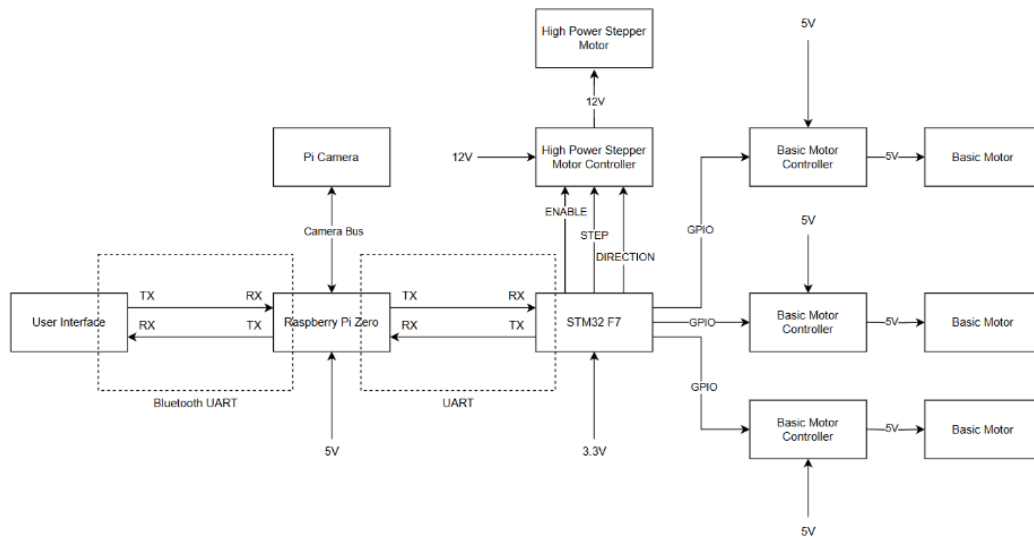 5V
High Power Stepper
Motor
12V
Pi Camera
12V
High Power Stepper
Motor Controller
Basic Motor
Controller
5V
Basic Motor
ENABLE
Camera Bus
STEP
GPIO
5V
DIRECTION
TX
RX
TX
RX
User Interface
Raspberry Pi Zero
STM32 F7
GPIO
Basic Motor
Controller
5V
Basic Motor
RX
TX
RX
TX
Bluetooth UART
UART
GPIO
Basic Motor
Controller
5V
Basic Motor
5V
3.3V
5V